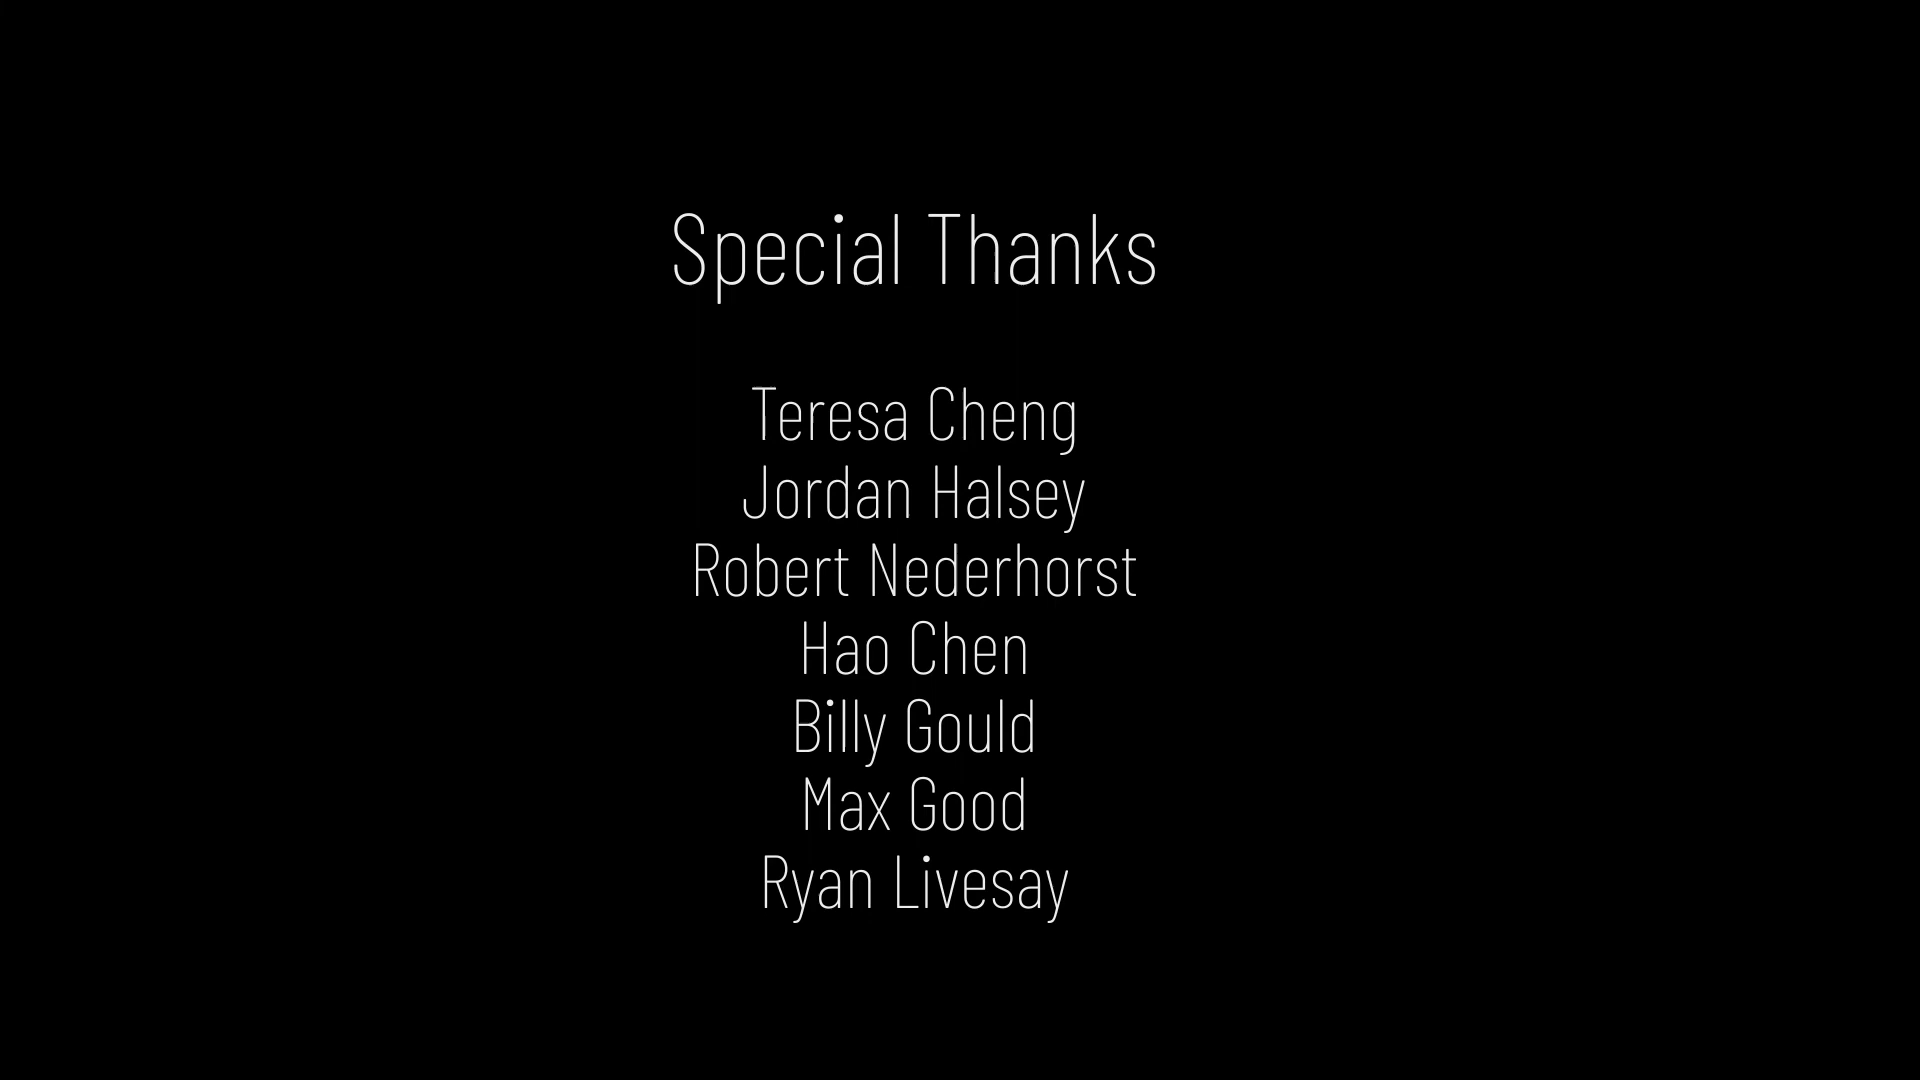 Special Thanks
Teresa Cheng
Jordan Halsey
Robert Nederhorst
Hao Chen
Billy Gould
Max Good
Ryan Livesay